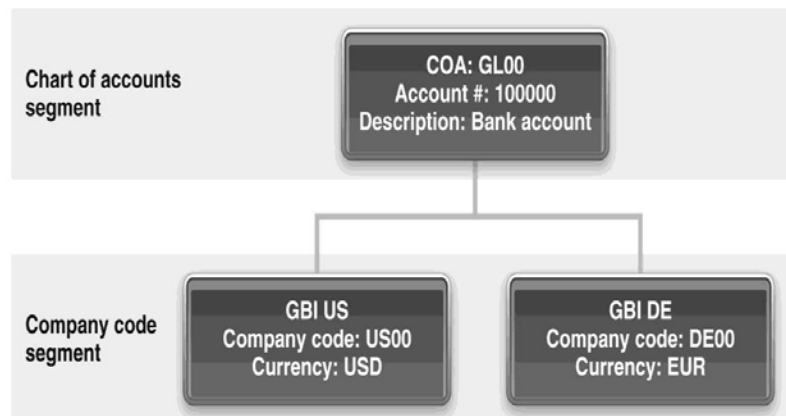 Chart of accounts
segment
COA: GL00
Account #: 100000
Description: Bank account
Company code
segment
GBI US
Company code: US00
Currency: USD
GBI DE
Company code: DE00
Currency: EUR